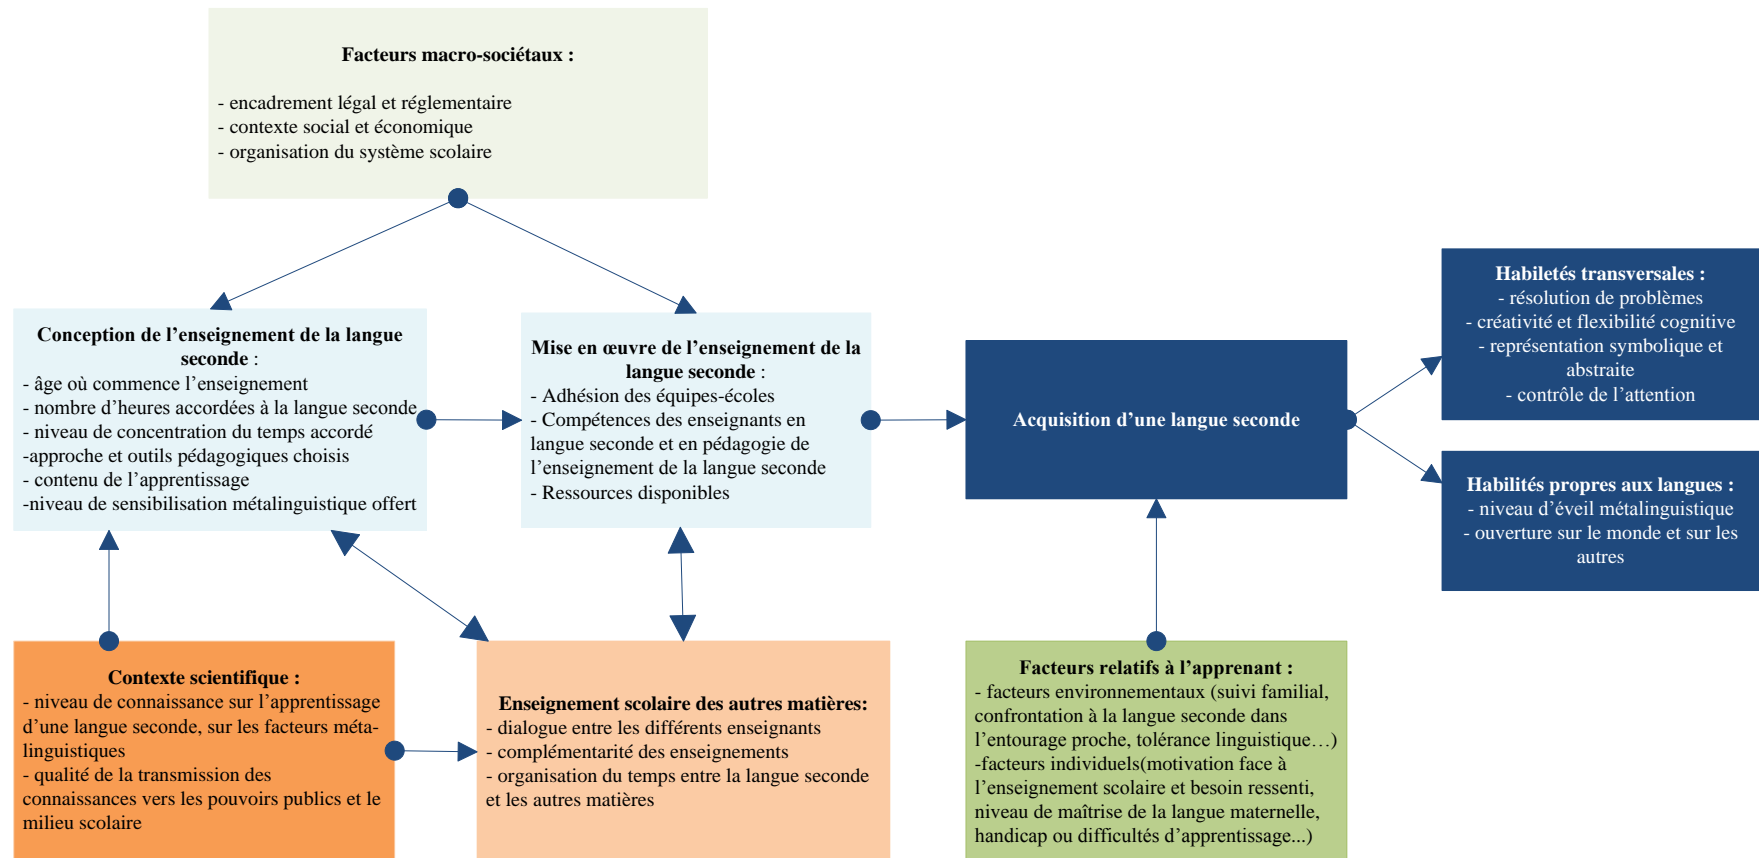 Facteurs macro-sociétaux :
- encadrement légal et réglementaire
- contexte social et économique
- organisation du système scolaire
Conception de l’enseignement de la langue
seconde :
- âge où commence l’enseignement
- nombre d’heures accordées à la langue seconde
- niveau de concentration du temps accordé
-approche et outils pédagogiques choisis
- contenu de l’apprentissage
-niveau de sensibilisation métalinguistique offert
Mise en œuvre de l’enseignement de la
langue seconde :
- Adhésion des équipes-écoles
- Compétences des enseignants en
langue seconde et en pédagogie de
l’enseignement de la langue seconde
- Ressources disponibles
Acquisition d’une langue seconde
Habiletés transversales :
- résolution de problèmes
- créativité et flexibilité cognitive
- représentation symbolique et
abstraite
- contrôle de l’attention
Habilités propres aux langues :
- niveau d’éveil métalinguistique
- ouverture sur le monde et sur les
autres
Contexte scientifique :
- niveau de connaissance sur l’apprentissage
d’une langue seconde, sur les facteurs méta-
linguistiques
- qualité de la transmission des
connaissances vers les pouvoirs publics et le
milieu scolaire
Enseignement scolaire des autres matières:
- dialogue entre les différents enseignants
- complémentarité des enseignements
- organisation du temps entre la langue seconde
et les autres matières
Facteurs relatifs à l’apprenant :
- facteurs environnementaux (suivi familial,
confrontation à la langue seconde dans
l’entourage proche, tolérance linguistique…)
-facteurs individuels(motivation face à
l’enseignement scolaire et besoin ressenti,
niveau de maîtrise de la langue maternelle,
handicap ou difficultés d’apprentissage...)